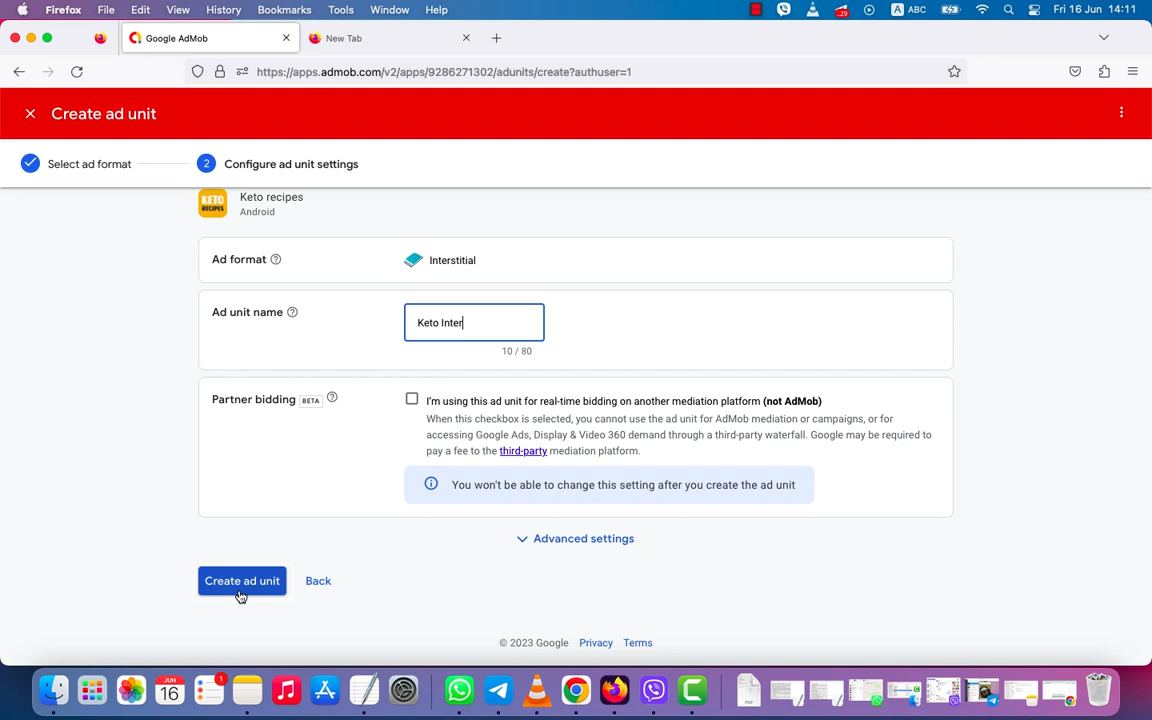 Firefox File Edit View History Bookmarks Tools Window Help 29 A ABC Fri 16 Jun 14:11
Google AdMob New Tab
https://apps.admob.com/v2/apps/9286271302/adunits/create?authuser=1
Create ad unit
Select ad format 2 Configure ad unit settings
KETO RECIPES Keto recipes
Android
Ad format Interstitial
Ad unit name Keto Inter
10 / 80
Partner bidding BETA I'm using this ad unit for real-time bidding on another mediation platform (not AdMob)
When this checkbox is selected, you cannot use the ad unit for AdMob mediation or campaigns, or for
accessing Google Ads, Display & Video 360 demand through a third-party waterfall. Google may be required to
pay a fee to the third-party mediation platform.
You won't be able to change this setting after you create the ad unit
Advanced settings
Create ad unit Back
© 2023 Google Privacy Terms
JUN 16 1 PDF